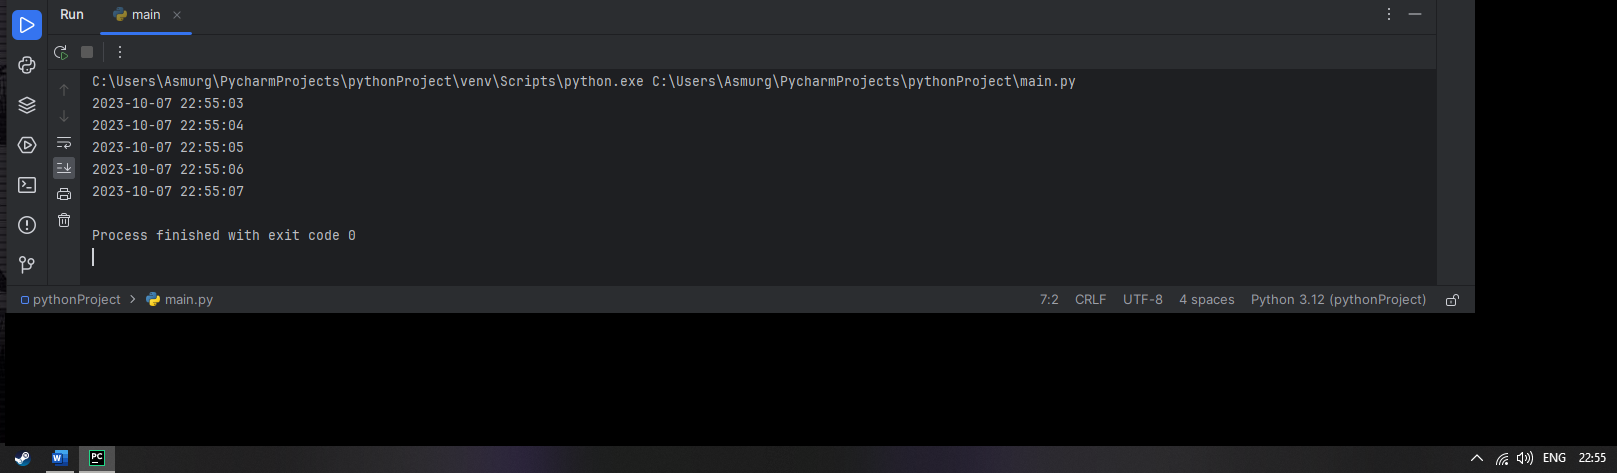 Run main
C:\Users\Asmurg\PycharmProjects\pythonProject\venv\Scripts\python.exe C:\Users\Asmurg\PycharmProjects\pythonProject\main.py
2023-10-07 22:55:03
2023-10-07 22:55:04
2023-10-07 22:55:05
2023-10-07 22:55:06
2023-10-07 22:55:07
Process finished with exit code 0
pythonProject > main.py 7:2 CRLF UTF-8 4 spaces Python 3.12 (pythonProject)
W PC ENG 22:55